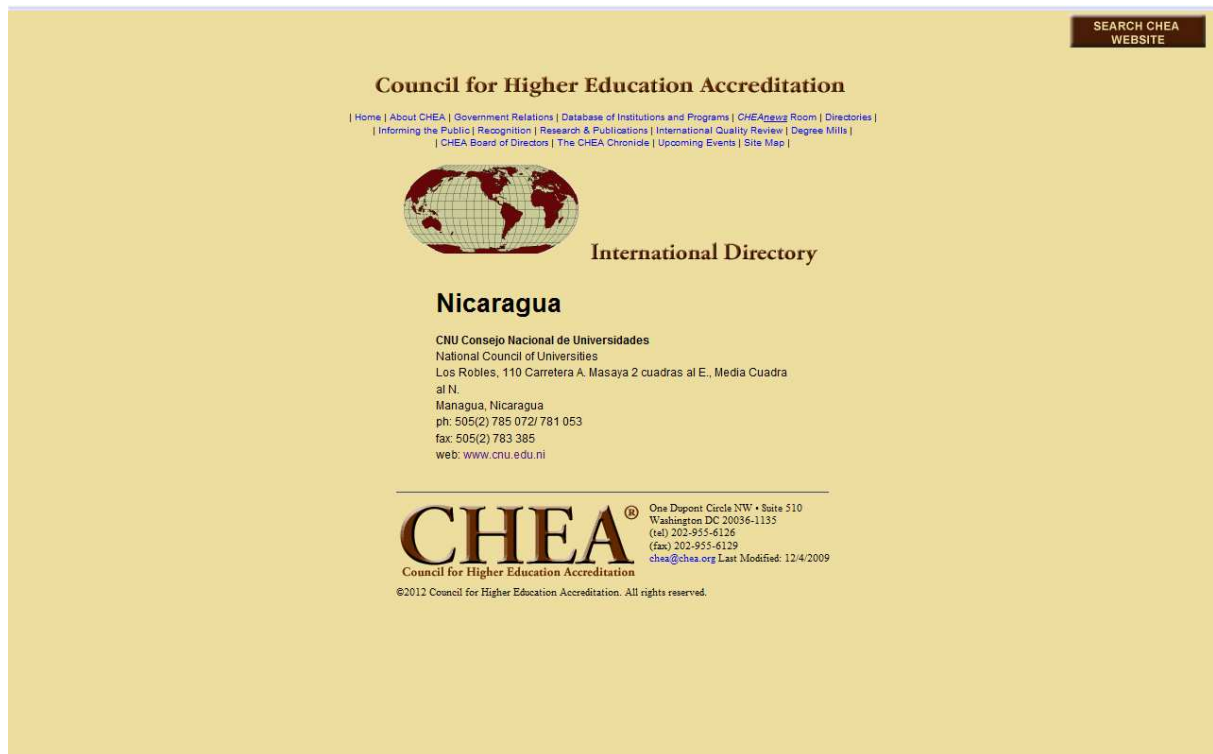 SEARCH CHEA
WEBSITE
Council for Higher Education Accreditation
| Home | About CHEA | Government Relations | Database of Institutions and Programs | CHEAnews Room | Directories |
| Informing the Public | Recognition | Research & Publications | International Quality Review | Degree Mills |
| CHEA Board of Directors | The CHEA Chronicle | Upcoming Events | Site Map |
International Directory
Nicaragua
CNU Consejo Nacional de Universidades
National Council of Universities
Los Robles, 110 Carretera A. Masaya 2 cuadras al E., Media Cuadra
al N.
Managua, Nicaragua
ph: 505(2) 785 072/ 781 053
fax: 505(2) 783 385
web: www.cnu.edu.ni
CHEA®
Council for Higher Education Accreditation
One Dupont Circle NW • Suite 510
Washington DC 20036-1135
(tel) 202-955-6126
(fax) 202-955-6129
chea@chea.org Last Modified: 12/4/2009
©2012 Council for Higher Education Accreditation. All rights reserved.